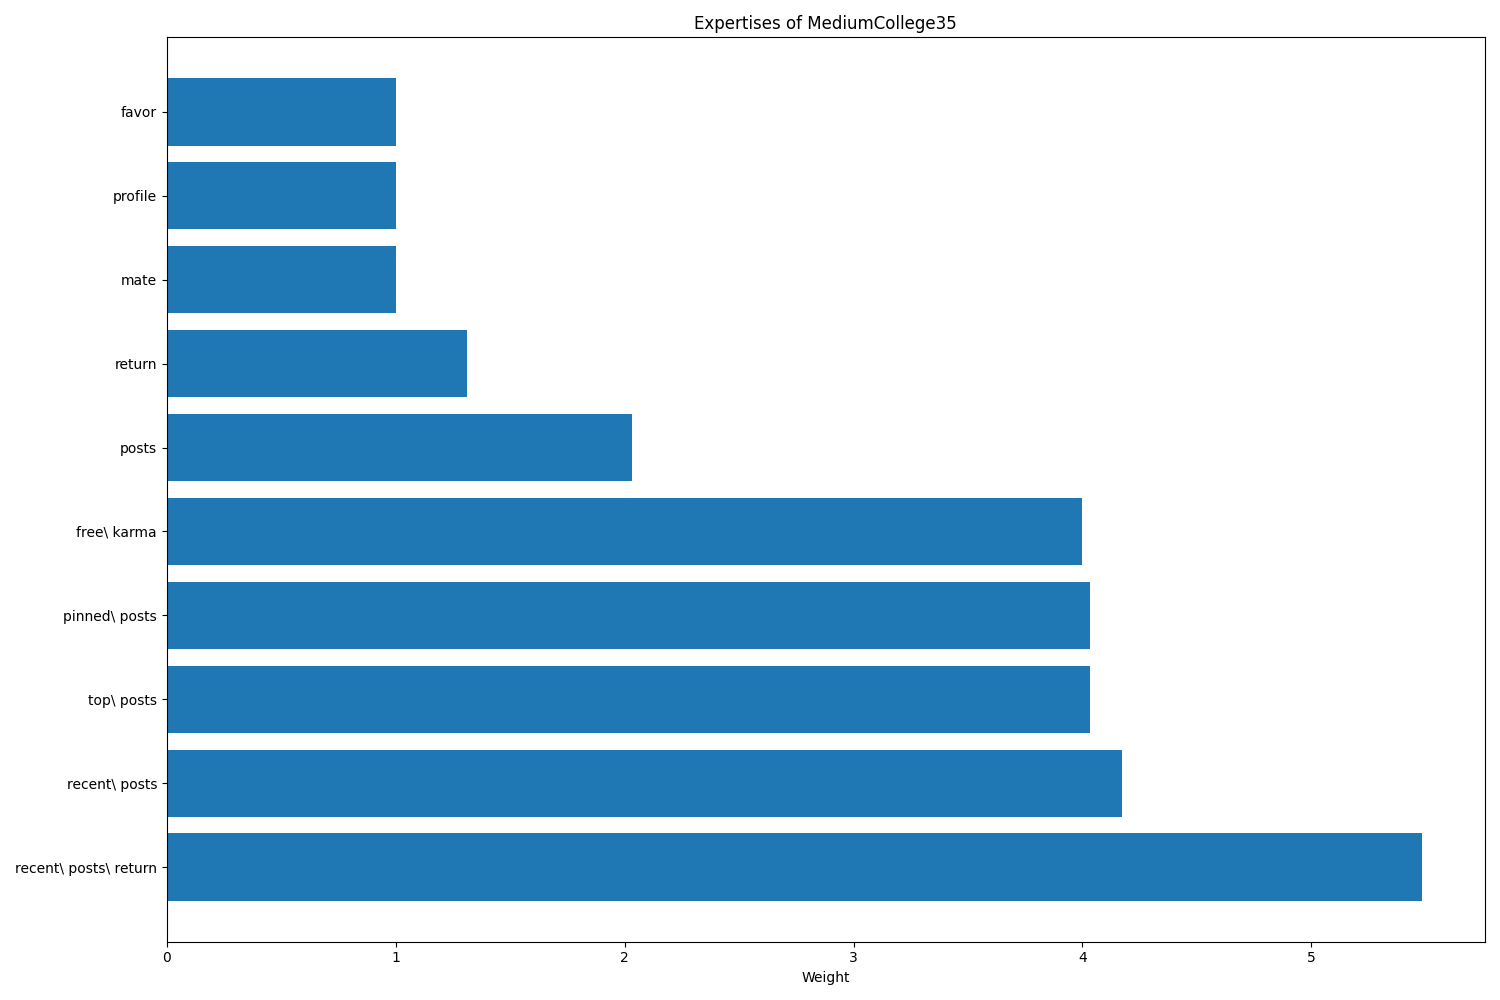 Expertises of MediumCollege35
favor
profile
mate
return
posts
free\ karma
pinned\ posts
top\ posts
recent\ posts
recent\ posts\ return
0 1 2 3 4 5
Weight